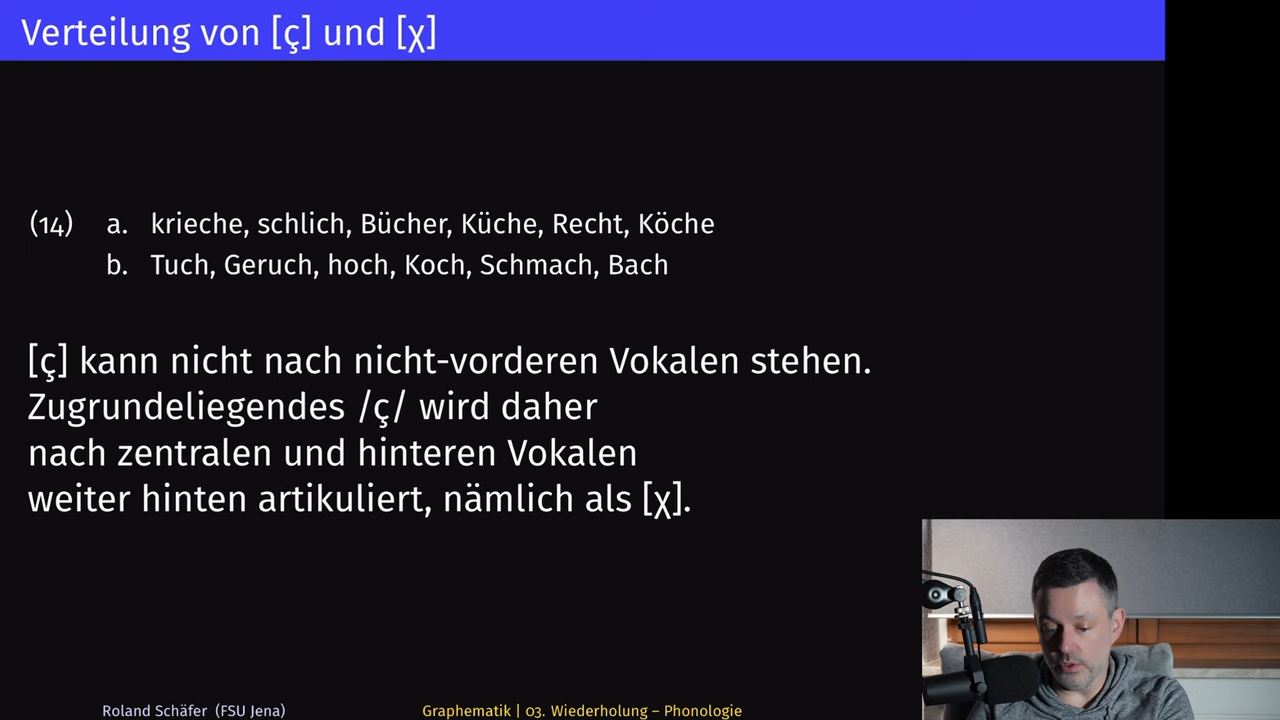 Verteilung von [ç] und [χ]
(14) a. krieche, schlich, Bücher, Küche, Recht, Köche
b. Tuch, Geruch, hoch, Koch, Schmach, Bach
[ç] kann nicht nach nicht-vorderen Vokalen stehen.
Zugrundeliegendes /ç/ wird daher
nach zentralen und hinteren Vokalen
weiter hinten artikuliert, nämlich als [χ].
Roland Schäfer (FSU Jena) Graphematik | 03. Wiederholung – Phonologie